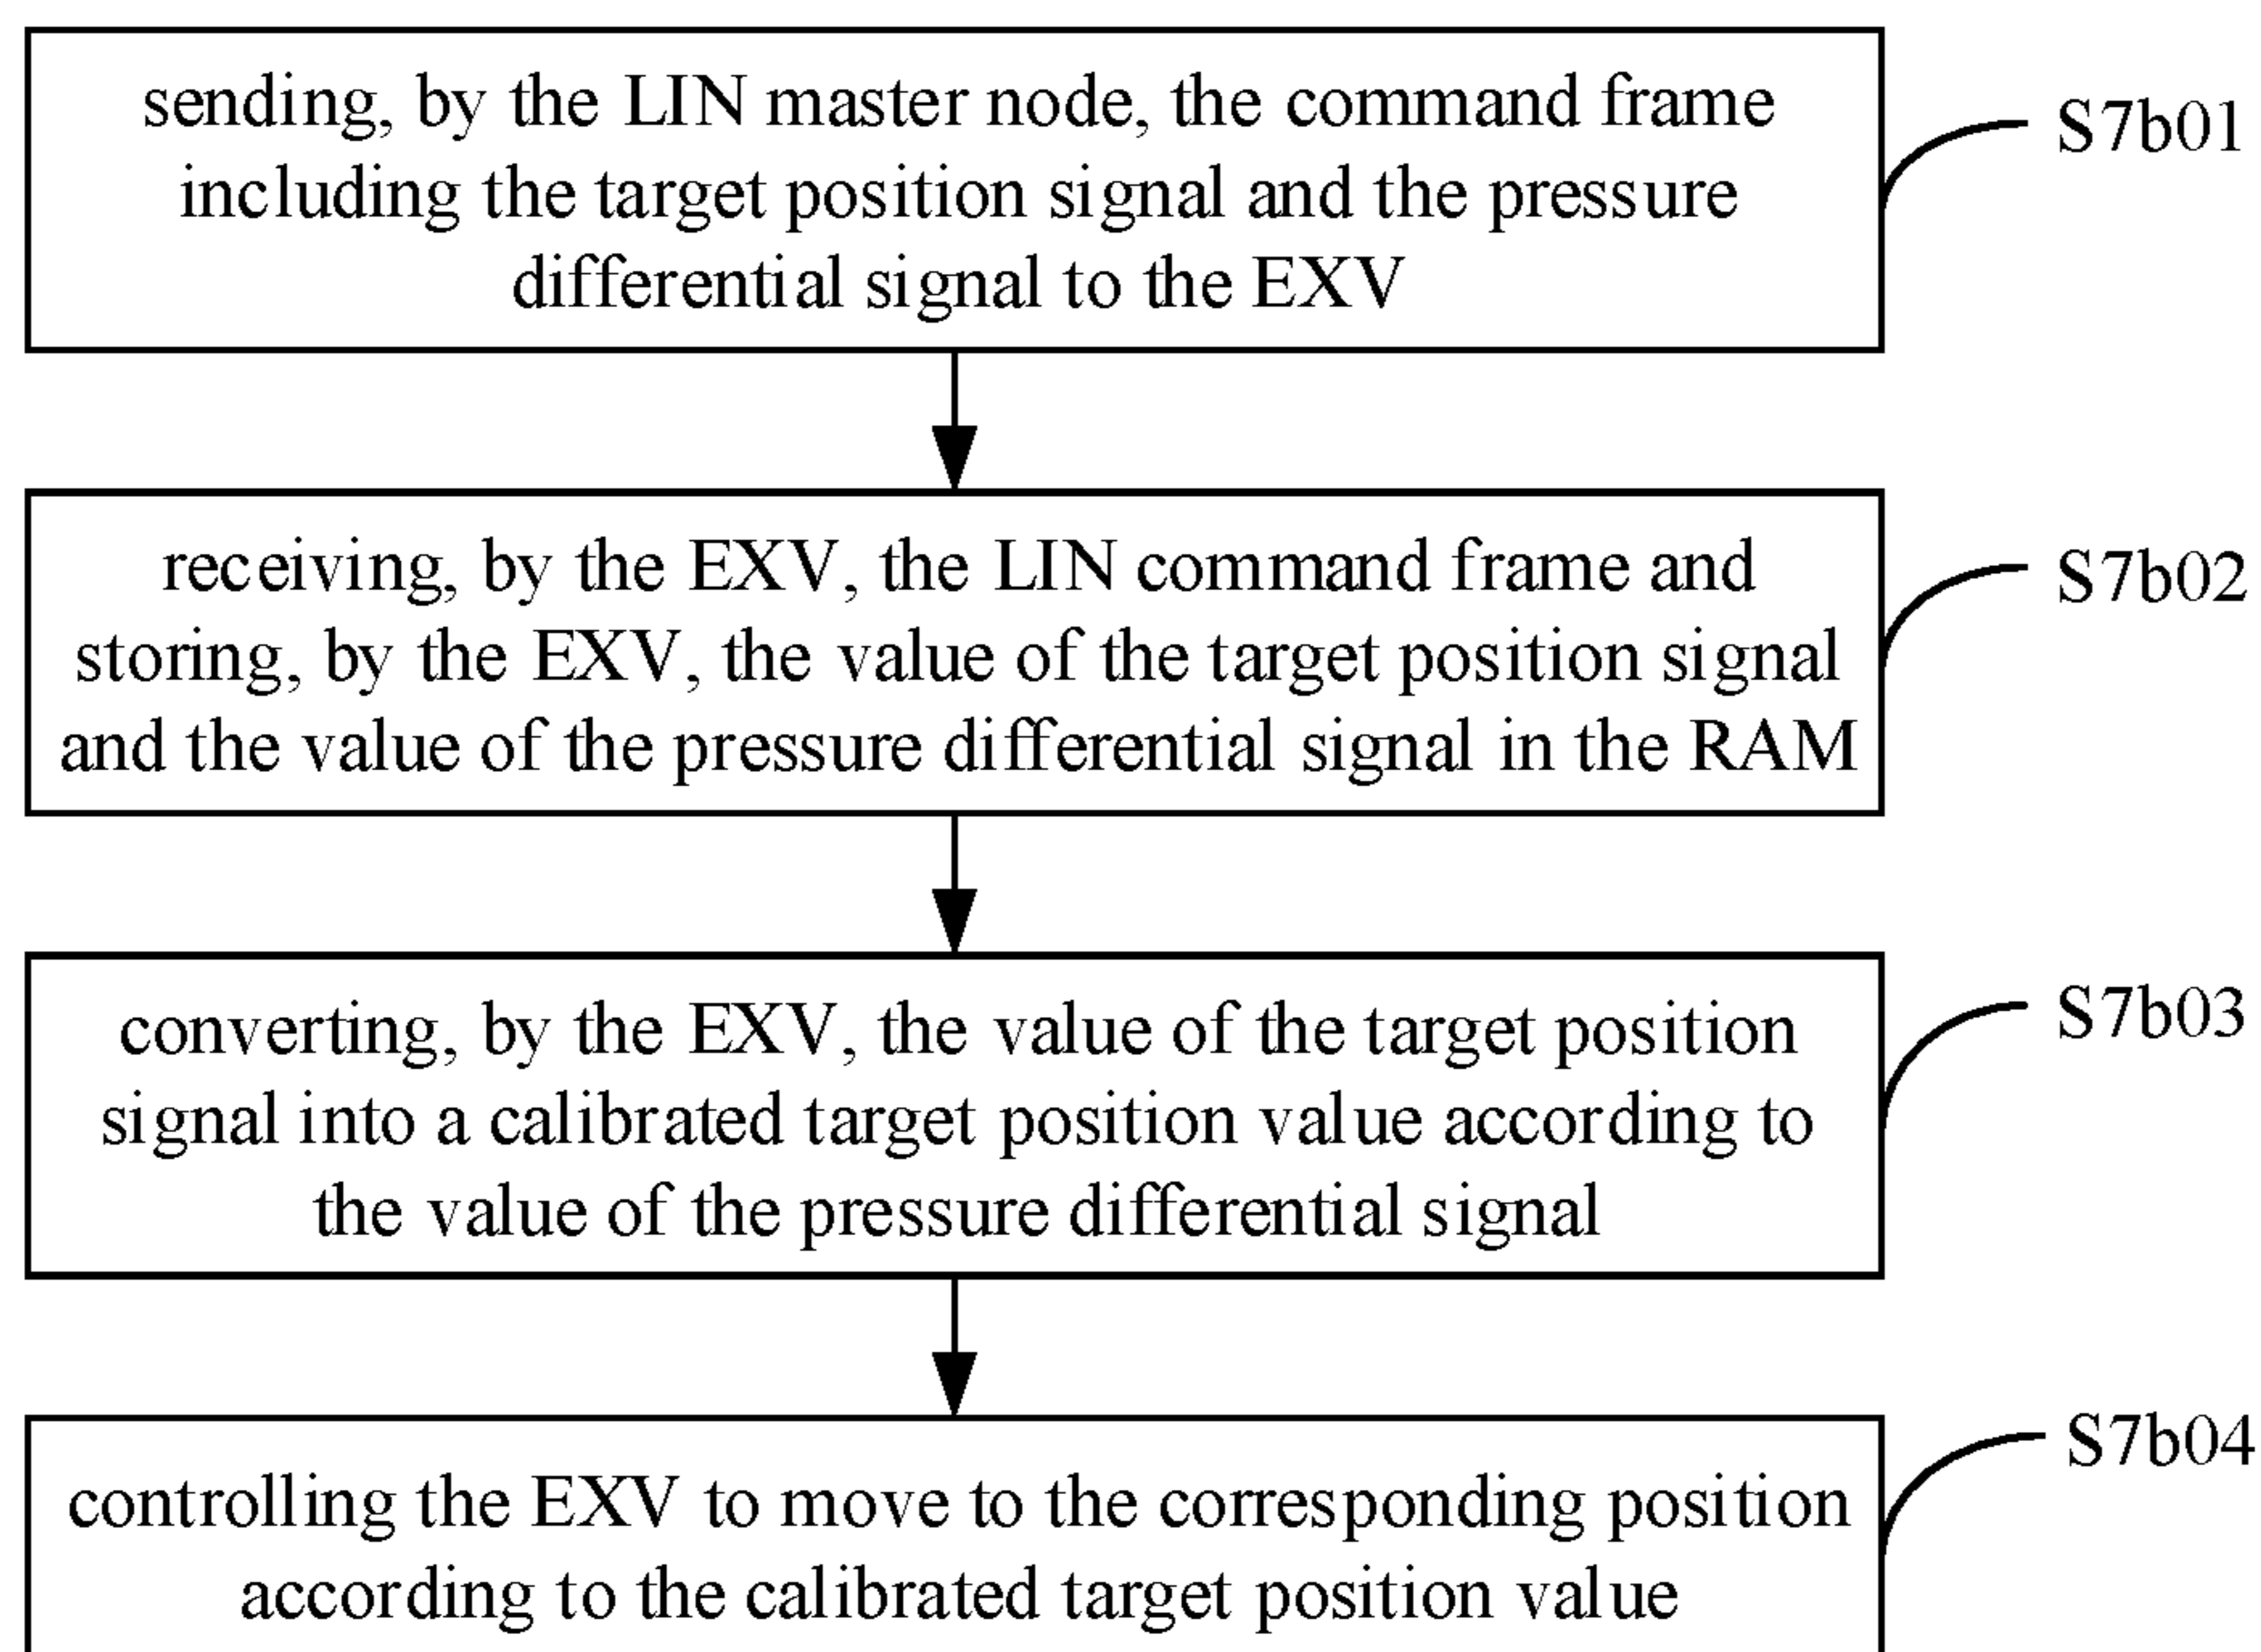 sending, by the LIN master node, the command frame
including the target position signal and the pressure
differential signal to the EXV
S7b01
receiving, by the EXV, the LIN command frame and
storing, by the EXV, the value of the target position signal
and the value of the pressure differential signal in the RAM
S7b02
converting, by the EXV, the value of the target position
signal into a calibrated target position value according to
the value of the pressure differential signal
S7b03
controlling the EXV to move to the corresponding position
according to the calibrated target position value
S7b04